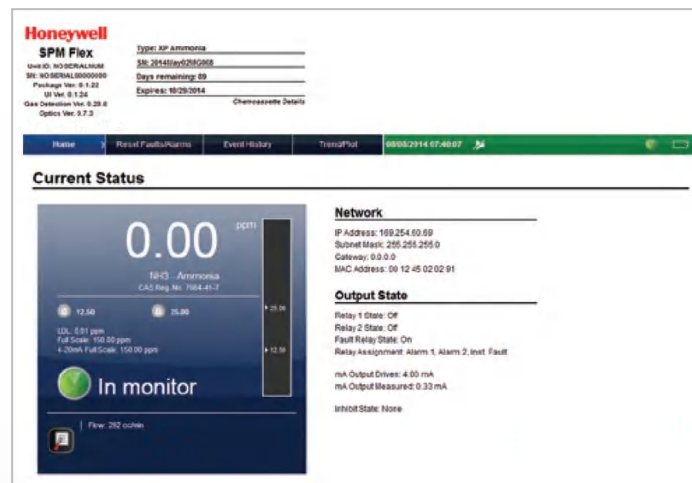 Honeywell
SPM Flex
Unit ID: NOSERIALNUM
SN: NOSERIAL00000000
Package Ver. 0.1.22
UI Ver. 0.1.24
Gas Detection Ver. 0.29.6
Optics Ver. 0.7.3
Type: XP Ammonia
Days remaining: 89
Expires: 10/29/2014
Chemcassette Details
Home
Reset Faults/Alarms
Event History
Trend/Plot
07:40:07
Current Status
0.00 ppm
NH3 - Ammonia
CAS Reg. No. 7664-41-7
12.50
25.00
LDL: 0.01 ppm
Full Scale: 150.00 ppm
4-20mA Full Scale: 150.00 ppm
25.00
12.50
In monitor
Flow: 292 cc/min
Network
IP Address: 169.254.60.69
Subnet Mask: 255.255.255.0
Gateway: 0.0.0.0
MAC Address: 00 12 45 02 02 91
Output State
Relay 1 State: Off
Relay 2 State: Off
Fault Relay State: On
Relay Assignment: Alarm 1, Alarm 2, Inst. Fault
mA Output Drives: 4.00 mA
mA Output Measured: 0.33 mA
Inhibit State: None